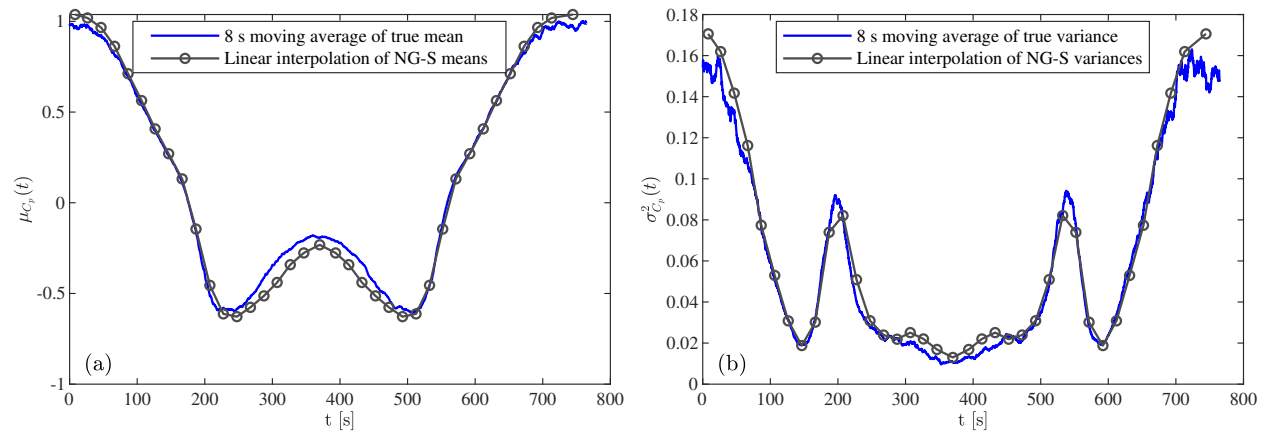 1
0.5
0
-0.5
-1
0 100 200 300 400 500 600 700 800
t [s]
μ_{C_p}(t)
8 s moving average of true mean
Linear interpolation of NG-S means
(a)
0.18
0.16
0.14
0.12
0.1
0.08
0.06
0.04
0.02
0
0 100 200 300 400 500 600 700 800
t [s]
σ²_{C_p}(t)
8 s moving average of true variance
Linear interpolation of NG-S variances
(b)